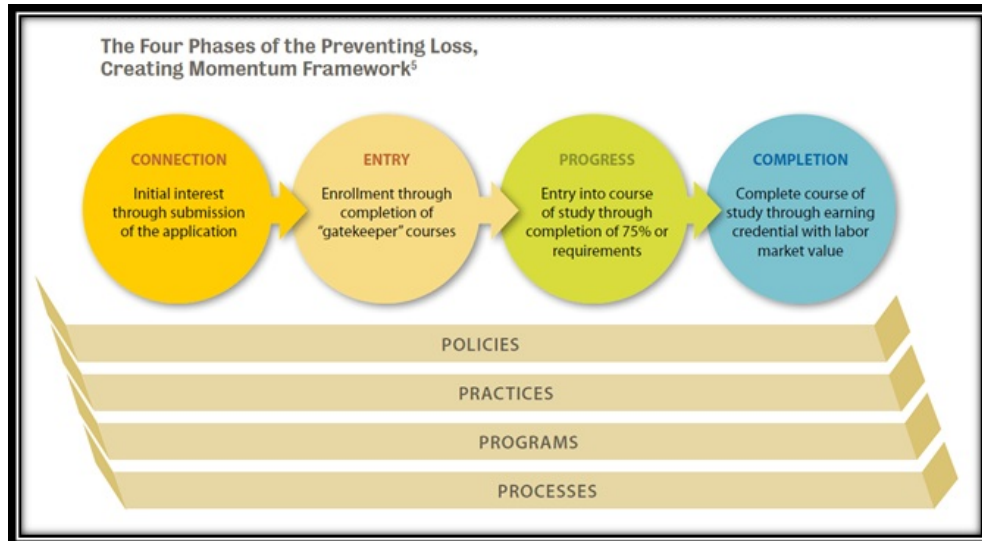 The Four Phases of the Preventing Loss,
Creating Momentum Framework⁵
CONNECTION
Initial interest
through submission
of the application
ENTRY
Enrollment through
completion of
“gatekeeper” courses
PROGRESS
Entry into course
of study through
completion of 75% or
requirements
COMPLETION
Complete course of
study through earning
credential with labor
market value
POLICIES
PRACTICES
PROGRAMS
PROCESSES